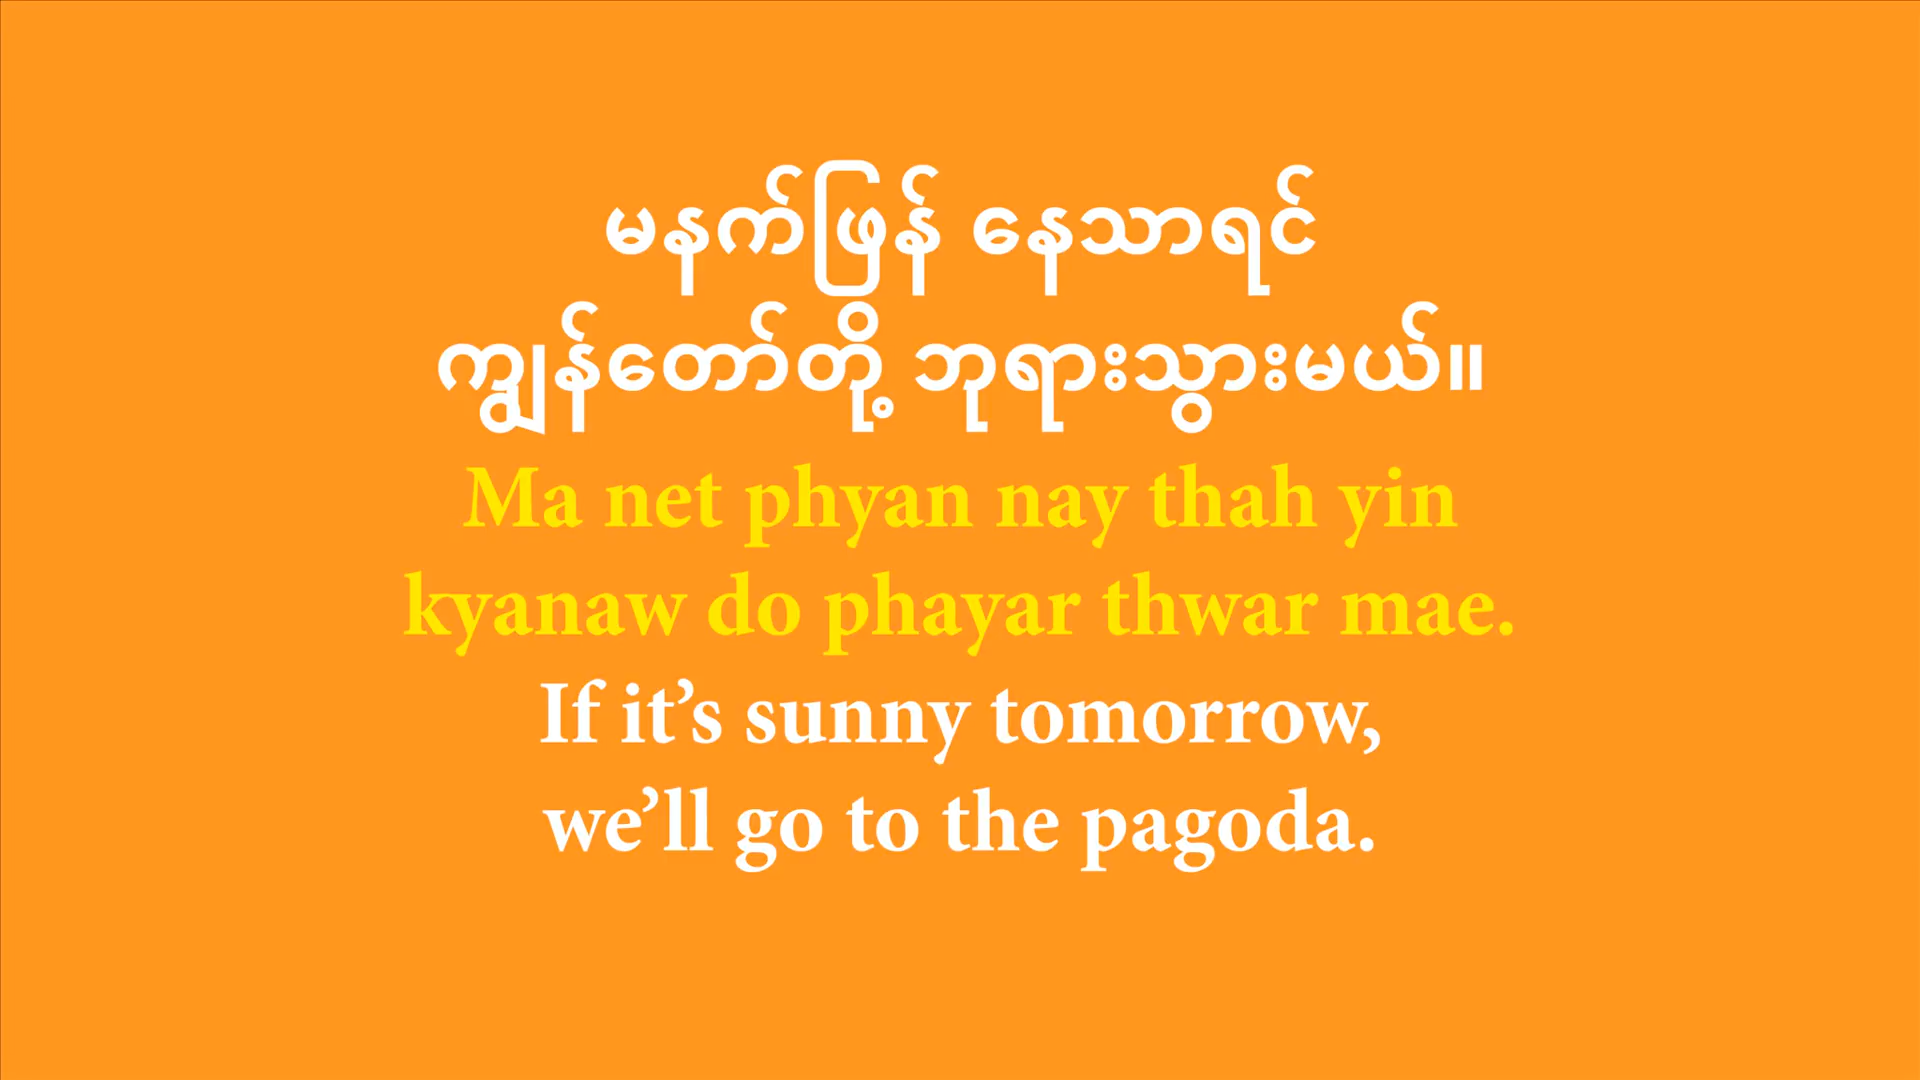 မနက်ဖြန် နေသာရင်
ကျွန်တော်တို့ ဘုရားသွားမယ်။
Ma net phyan nay thah yin
kyanaw do phayar thwar mae.
If it’s sunny tomorrow,
we’ll go to the pagoda.